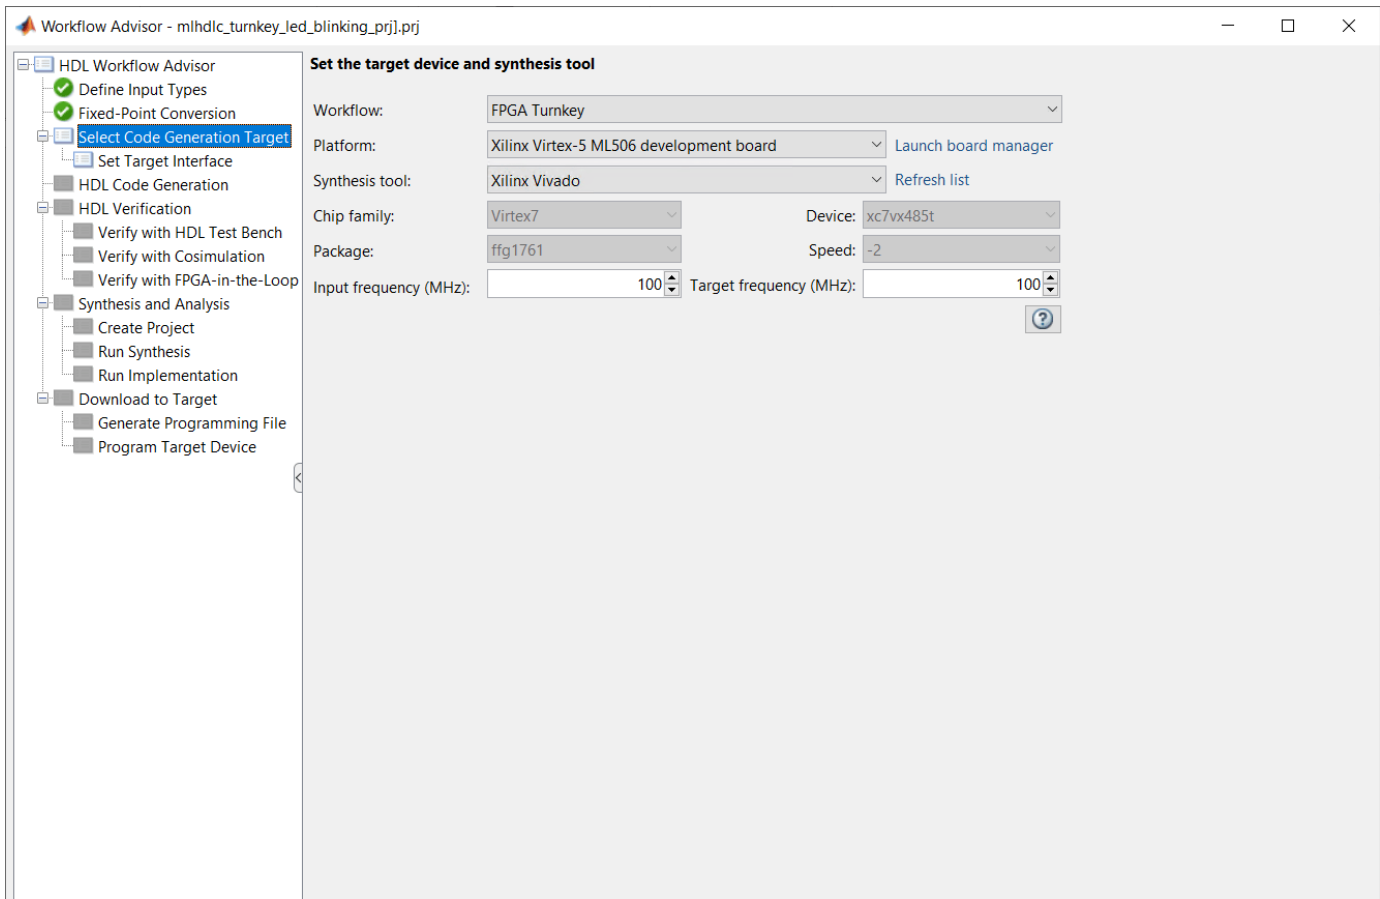 Workflow Advisor - mlhdlc_turnkey_led_blinking_prj].prj
HDL Workflow Advisor
Define Input Types
Fixed-Point Conversion
Select Code Generation Target
Set Target Interface
HDL Code Generation
HDL Verification
Verify with HDL Test Bench
Verify with Cosimulation
Verify with FPGA-in-the-Loop
Synthesis and Analysis
Create Project
Run Synthesis
Run Implementation
Download to Target
Generate Programming File
Program Target Device
Set the target device and synthesis tool
Workflow: FPGA Turnkey
Platform: Xilinx Virtex-5 ML506 development board Launch board manager
Synthesis tool: Xilinx Vivado Refresh list
Chip family: Virtex7 Device: xc7vx485t
Package: ffg1761 Speed: -2
Input frequency (MHz): 100 Target frequency (MHz): 100
?